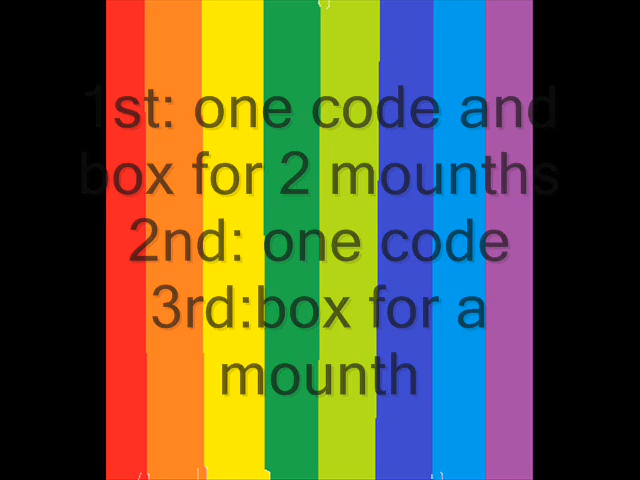 1st: one code and
box for 2 mounths
2nd: one code
3rd:box for a
mounth